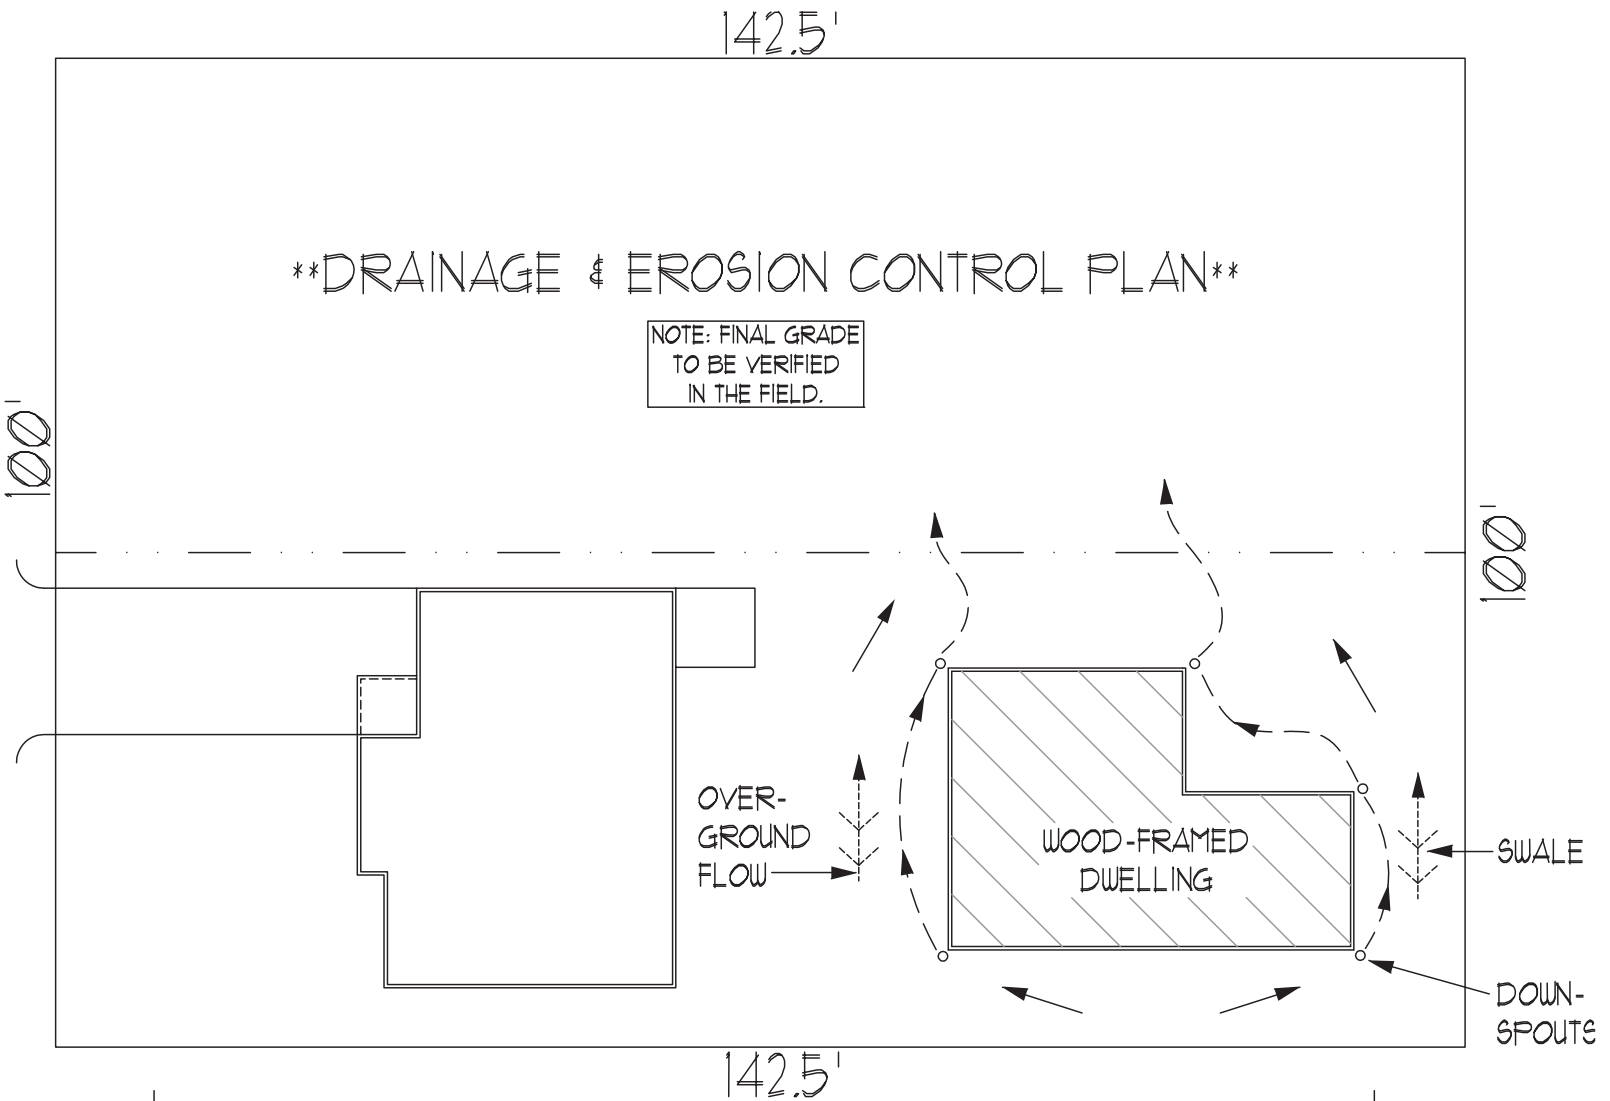 142.5'
**DRAINAGE & EROSION CONTROL PLAN**
NOTE: FINAL GRADE
TO BE VERIFIED
IN THE FIELD.
100'
100'
OVER-
GROUND
FLOW
WOOD-FRAMED
DWELLING
SWALE
DOWN-
SPOUTS
142.5'